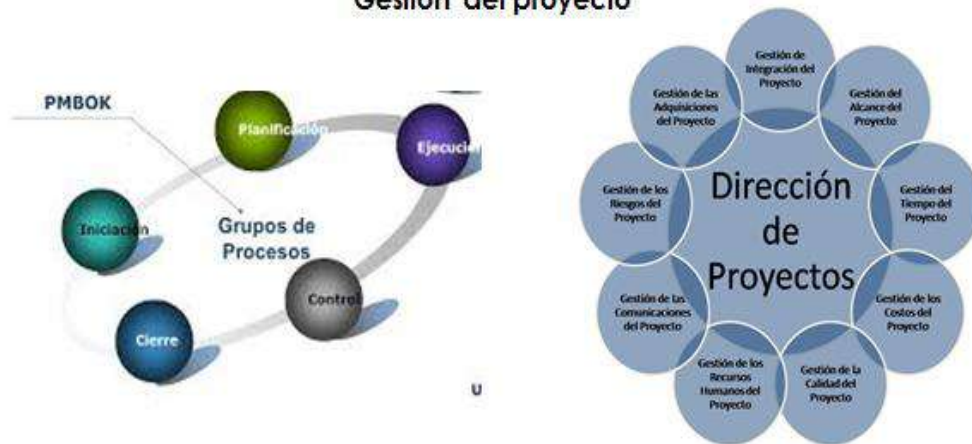 Gestión del proyecto
PMBOK
Planificación
Ejecución
Iniciación
Grupos de
Procesos
Control
Cierre
U
Dirección
de
Proyectos
Gestión de
Integración del
Proyecto
Gestión del
Alcance del
Proyecto
Gestión del
Tiempo del
Proyecto
Gestión de los
Costos del
Proyecto
Gestión de la
Calidad del
Proyecto
Gestión de los
Recursos
Humanos del
Proyecto
Gestión de las
Comunicaciones
del Proyecto
Gestión de los
Riesgos del
Proyecto
Gestión de las
Adquisiciones
del Proyecto